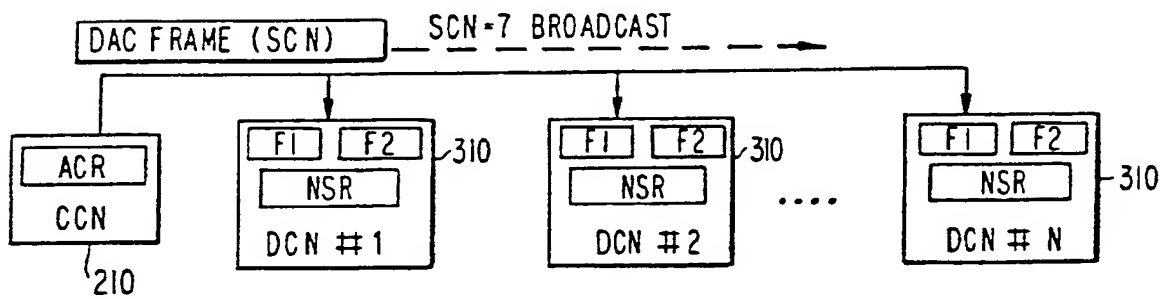 DAC FRAME (SCN)
SCN=7 BROADCAST
ACR
CCN
210
F1 F2
NSR
DCN #1
310
F1 F2
NSR
DCN #2
310
....
F1 F2
NSR
DCN # N
310